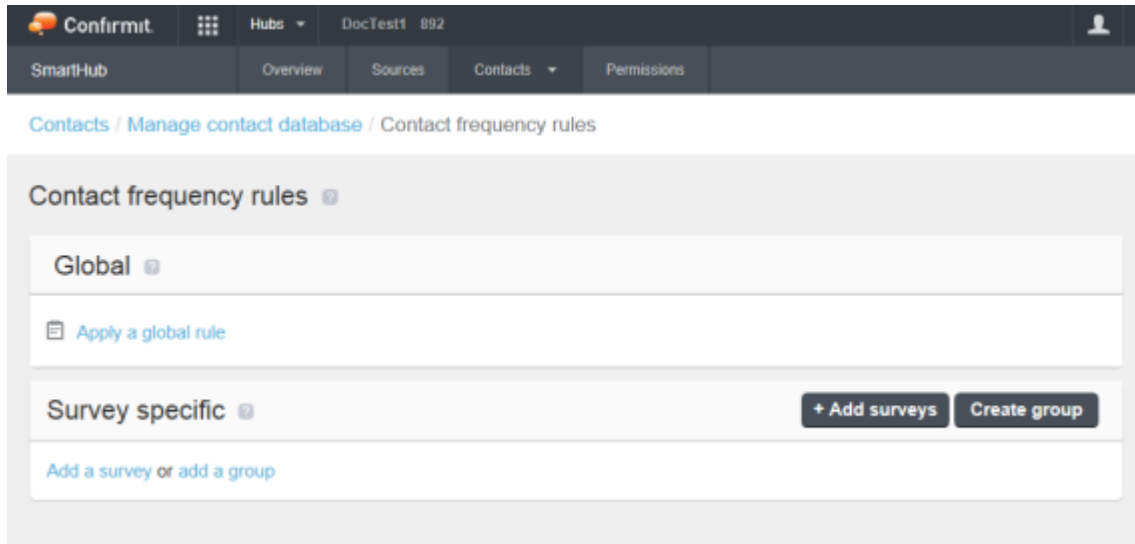 Confirmit. Hubs DocTest1 892
SmartHub Overview Sources Contacts Permissions
Contacts / Manage contact database / Contact frequency rules
Contact frequency rules ?
Global ?
Apply a global rule
Survey specific ? + Add surveys Create group
Add a survey or add a group